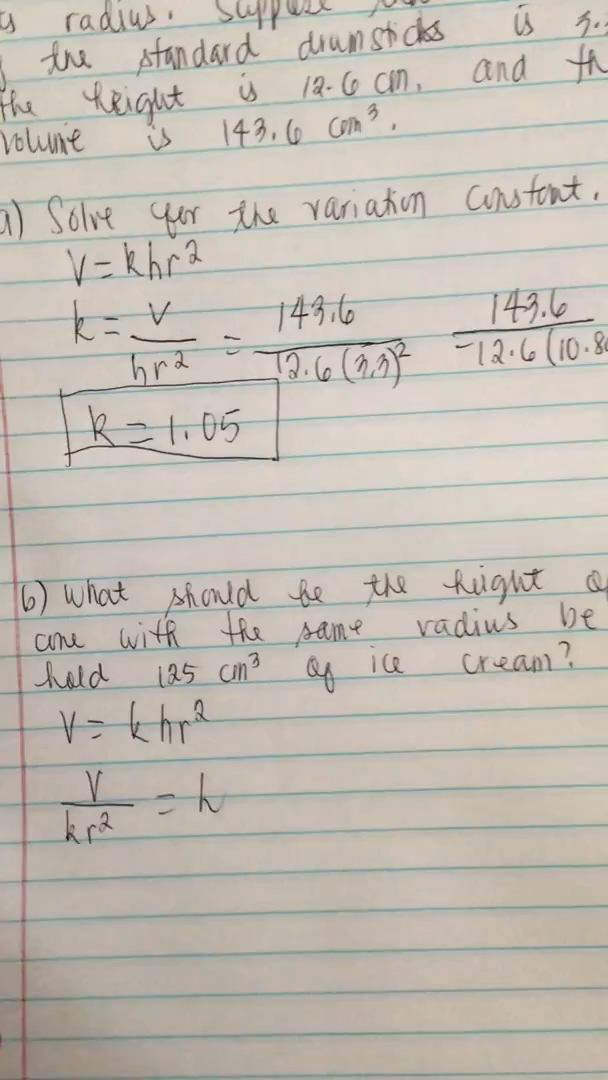 radius. Suppose
the standard drumsticks is 3.
the height is 12.6 cm, and th
volume is 143.6 cm³.
a) Solve for the variation constant.
V = khr²
k = V/hr² = 143.6/12.6(3.3)² 143.6/12.6(10.8
k = 1.05
b) What should be the height o
cone with the same radius be
hold 125 cm³ of ice cream?
V = khr²
V/kr² = h